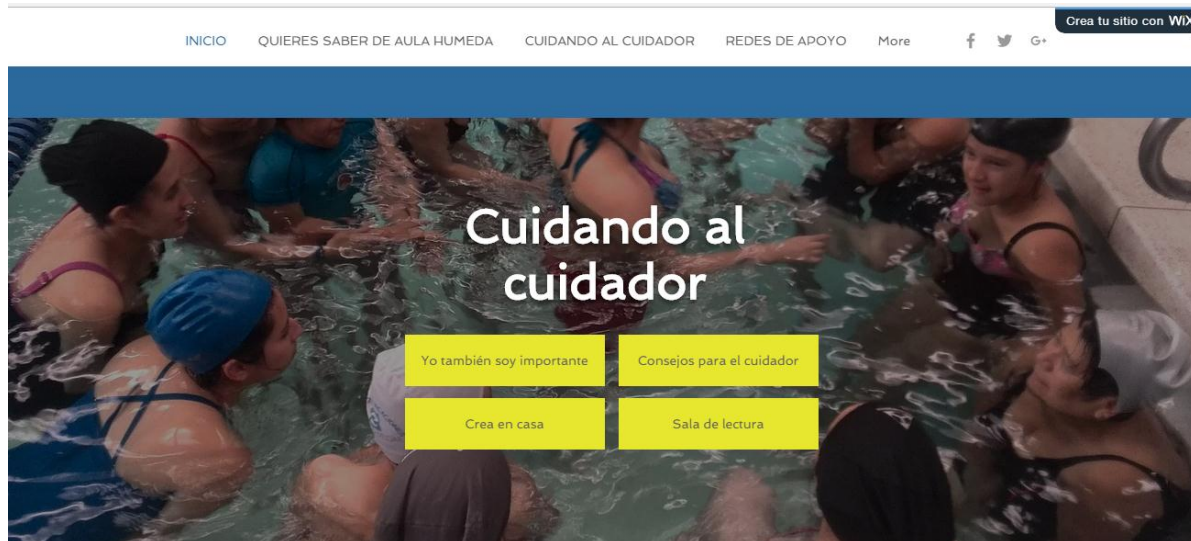 Crea tu sitio con WiX
INICIO QUIERES SABER DE AULA HUMEDA CUIDANDO AL CUIDADOR REDES DE APOYO More f G+
Cuidando al
cuidador
Yo también soy importante Consejos para el cuidador
Crea en casa Sala de lectura